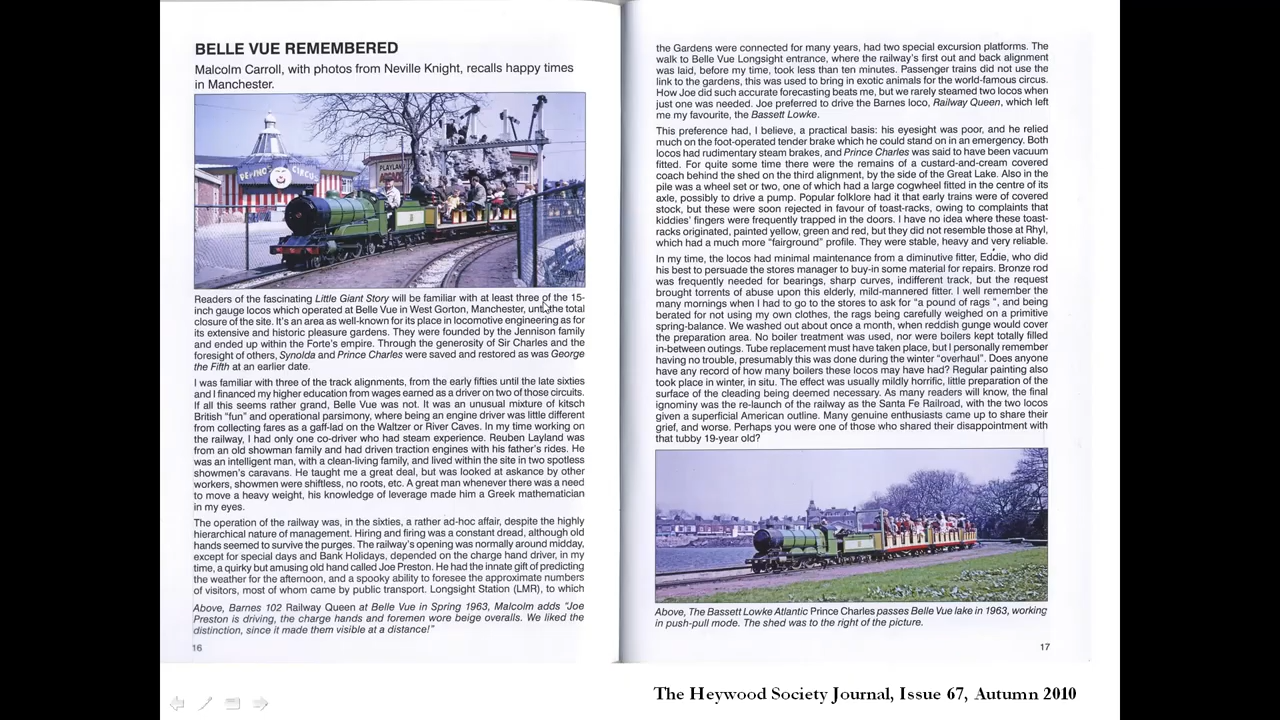 BELLE VUE REMEMBERED
Malcolm Carroll, with photos from Neville Knight, recalls happy times
in Manchester.
PEPINO CIRCUS
PLAYLAND
Readers of the fascinating Little Giant Story will be familiar with at least three of the 15-
inch gauge locos which operated at Belle Vue in West Gorton, Manchester, until the total
closure of the site. It's an area as well-known for its place in locomotive engineering as for
its extensive and historic pleasure gardens. They were founded by the Jennison family
and ended up within the Forte's empire. Through the generosity of Sir Charles and the
foresight of others, Synolda and Prince Charles were saved and restored as was George
the Fifth at an earlier date.
I was familiar with three of the track alignments, from the early fifties until the late sixties
and I financed my higher education from wages earned as a driver on two of those circuits.
If all this seems rather grand, Belle Vue was not. It was an unusual mixture of kitsch
British "fun" and operational parsimony, where being an engine driver was little different
from collecting fares as a gaff-lad on the Waltzer or River Caves. In my time working on
the railway, I had only one co-driver who had steam experience. Reuben Layland was
from an old showman family and had driven traction engines with his father's rides. He
was an intelligent man, with a clean-living family, and lived within the site in two spotless
showmen's caravans. He taught me a great deal, but was looked at askance by other
workers, showmen were shiftless, no roots, etc. A great man whenever there was a need
to move a heavy weight, his knowledge of leverage made him a Greek mathematician
in my eyes.
The operation of the railway was, in the sixties, a rather ad-hoc affair, despite the highly
hierarchical nature of management. Hiring and firing was a constant dread, although old
hands seemed to survive the purges. The railway's opening was normally around midday,
except for special days and Bank Holidays, depended on the charge hand driver, in my
time, a quirky but amusing old hand called Joe Preston. He had the innate gift of predicting
the weather for the afternoon, and a spooky ability to foresee the approximate numbers
of visitors, most of whom came by public transport. Longsight Station (LMR), to which
Above, Barnes 102 Railway Queen at Belle Vue in Spring 1963, Malcolm adds "Joe
Preston is driving, the charge hands and foremen wore beige overalls. We liked the
distinction, since it made them visible at a distance!"
16
the Gardens were connected for many years, had two special excursion platforms. The
walk to Belle Vue Longsight entrance, where the railway's first out and back alignment
was laid, before my time, took less than ten minutes. Passenger trains did not use the
link to the gardens, this was used to bring in exotic animals for the world-famous circus.
How Joe did such accurate forecasting beats me, but we rarely steamed two locos when
just one was needed. Joe preferred to drive the Barnes loco, Railway Queen, which left
me my favourite, the Bassett Lowke.
This preference had, I believe, a practical basis: his eyesight was poor, and he relied
much on the foot-operated tender brake which he could stand on in an emergency. Both
locos had rudimentary steam brakes, and Prince Charles was said to have been vacuum
fitted. For quite some time there were the remains of a custard-and-cream covered
coach behind the shed on the third alignment, by the side of the Great Lake. Also in the
pile was a wheel set or two, one of which had a large cogwheel fitted in the centre of its
axle, possibly to drive a pump. Popular folklore had it that early trains were of covered
stock, but these were soon rejected in favour of toast-racks, owing to complaints that
kiddies' fingers were frequently trapped in the doors. I have no idea where these toast-
racks originated, painted yellow, green and red, but they did not resemble those at Rhyl,
which had a much more "fairground" profile. They were stable, heavy and very reliable.
In my time, the locos had minimal maintenance from a diminutive fitter, Eddie, who did
his best to persuade the stores manager to buy-in some material for repairs. Bronze rod
was frequently needed for bearings, sharp curves, indifferent track, but the request
brought torrents of abuse upon this elderly, mild-mannered fitter. I well remember the
many mornings when I had to go to the stores to ask for "a pound of rags ", and being
berated for not using my own clothes, the rags being carefully weighed on a primitive
spring-balance. We washed out about once a month, when reddish gunge would cover
the preparation area. No boiler treatment was used, nor were boilers kept totally filled
in-between outings. Tube replacement must have taken place, but I personally remember
having no trouble, presumably this was done during the winter "overhaul". Does anyone
have any record of how many boilers these locos may have had? Regular painting also
took place in winter, in situ. The effect was usually mildly horrific, little preparation of the
surface of the cleading being deemed necessary. As many readers will know, the final
ignominy was the re-launch of the railway as the Santa Fe Railroad, with the two locos
given a superficial American outline. Many genuine enthusiasts came up to share their
grief, and worse. Perhaps you were one of those who shared their disappointment with
that tubby 19-year old?
Above, The Bassett Lowke Atlantic Prince Charles passes Belle Vue lake in 1963, working
in push-pull mode. The shed was to the right of the picture.
17
The Heywood Society Journal, Issue 67, Autumn 2010